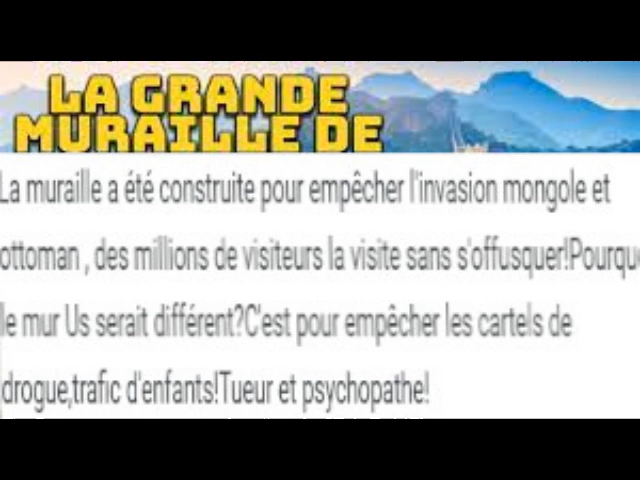 LA GRANDE
MURAILLE DE
La muraille a été construite pour empêcher l'invasion mongole et
ottoman , des millions de visiteurs la visite sans s'offusquer!Pourqu
le mur Us serait différent?C'est pour empêcher les cartels de
drogue,trafic d'enfants!Tueur et psychopathe!